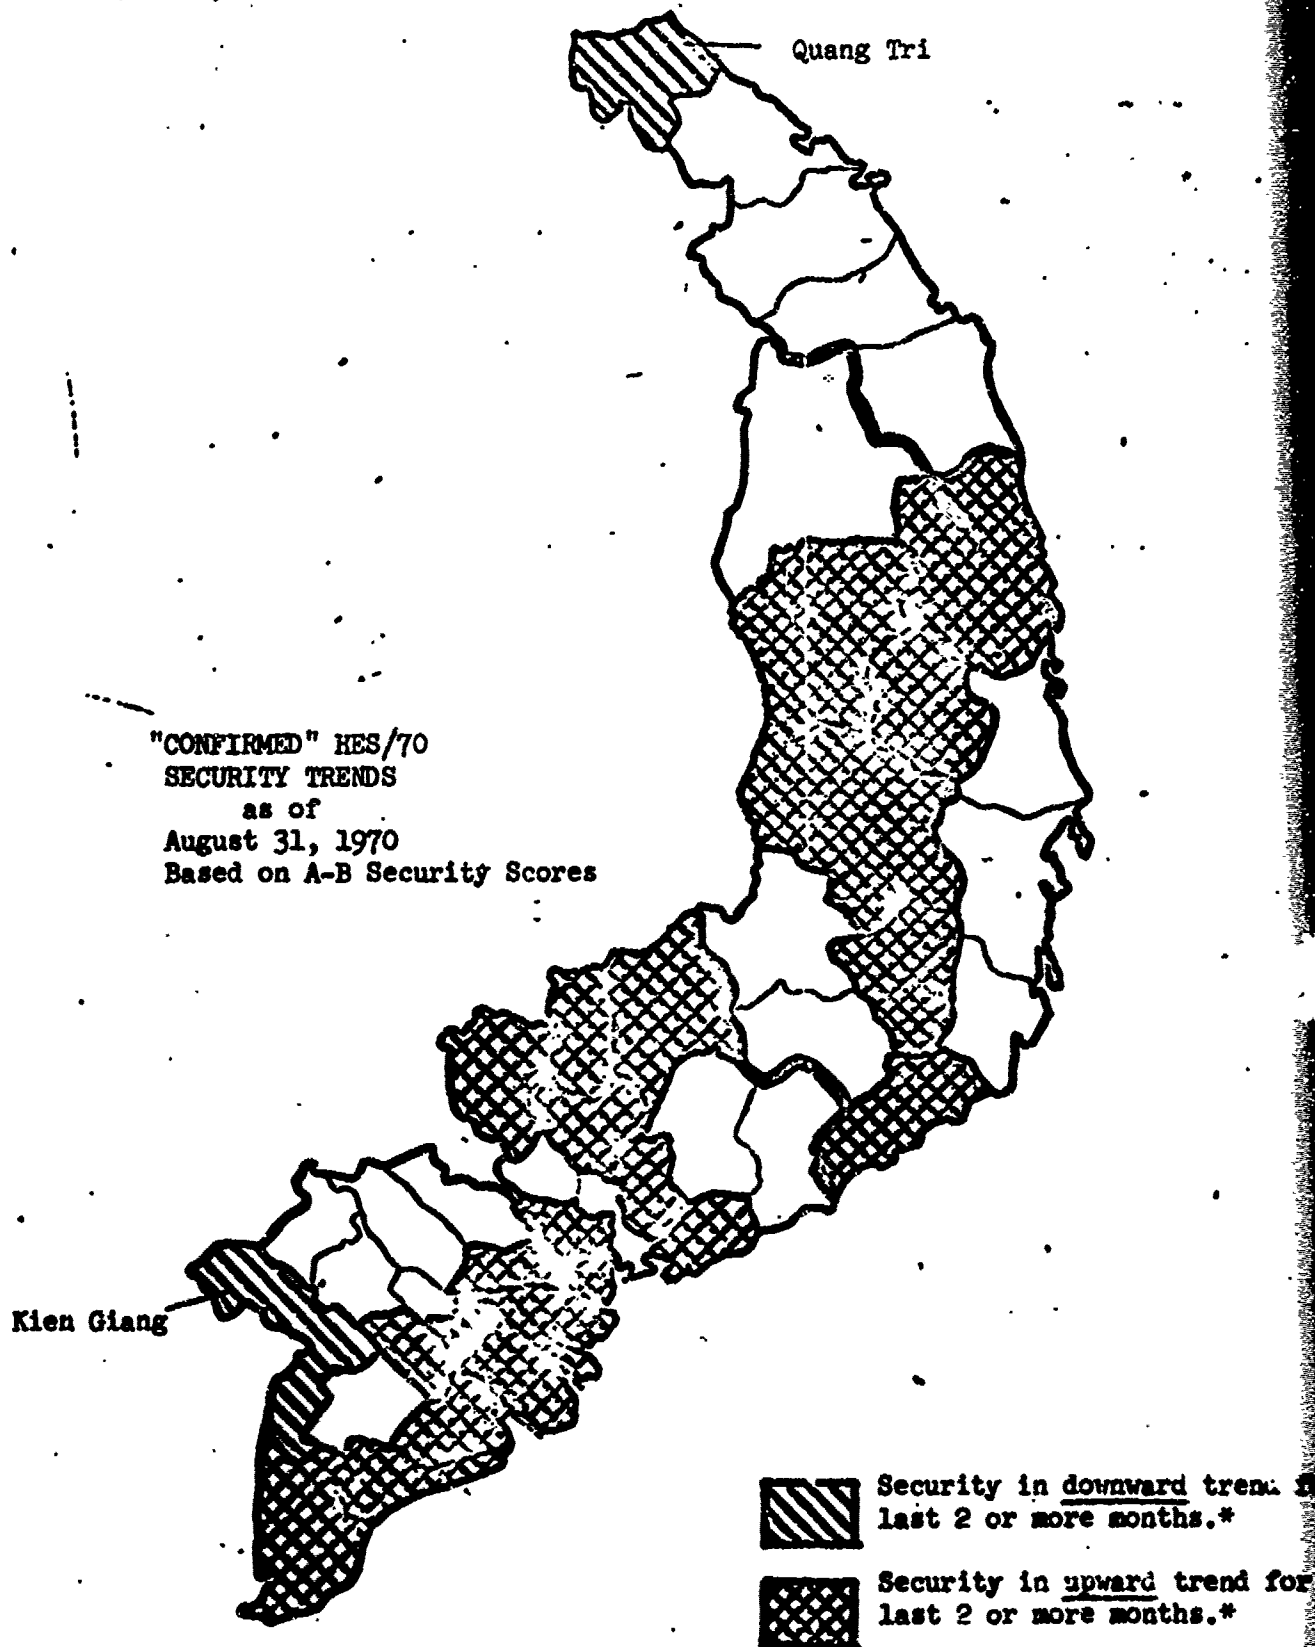 Quang Tri
"CONFIRMED" HES/70
SECURITY TRENDS
as of
August 31, 1970
Based on A-B Security Scores
Kien Giang
Security in downward trend
last 2 or more months.*
Security in upward trend for
last 2 or more months.*